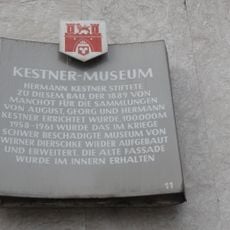 KESTNER-MUSEUM
HERMANN KESTNER STIFTETE
ZU DIESEM BAU, DER 1889 VON
MANCHOT FÜR DIE SAMMLUNGEN
VON AUGUST, GEORG UND HERMANN
KESTNER ERRICHTET WURDE, 100000M
1958-1961 WURDE DAS IM KRIEGE
SCHWER BESCHÄDIGTE MUSEUM VON
WERNER DIERSCHKE WIEDER AUFGEBAUT
UND ERWEITERT. DIE ALTE FASSADE
WURDE IM INNERN ERHALTEN
11